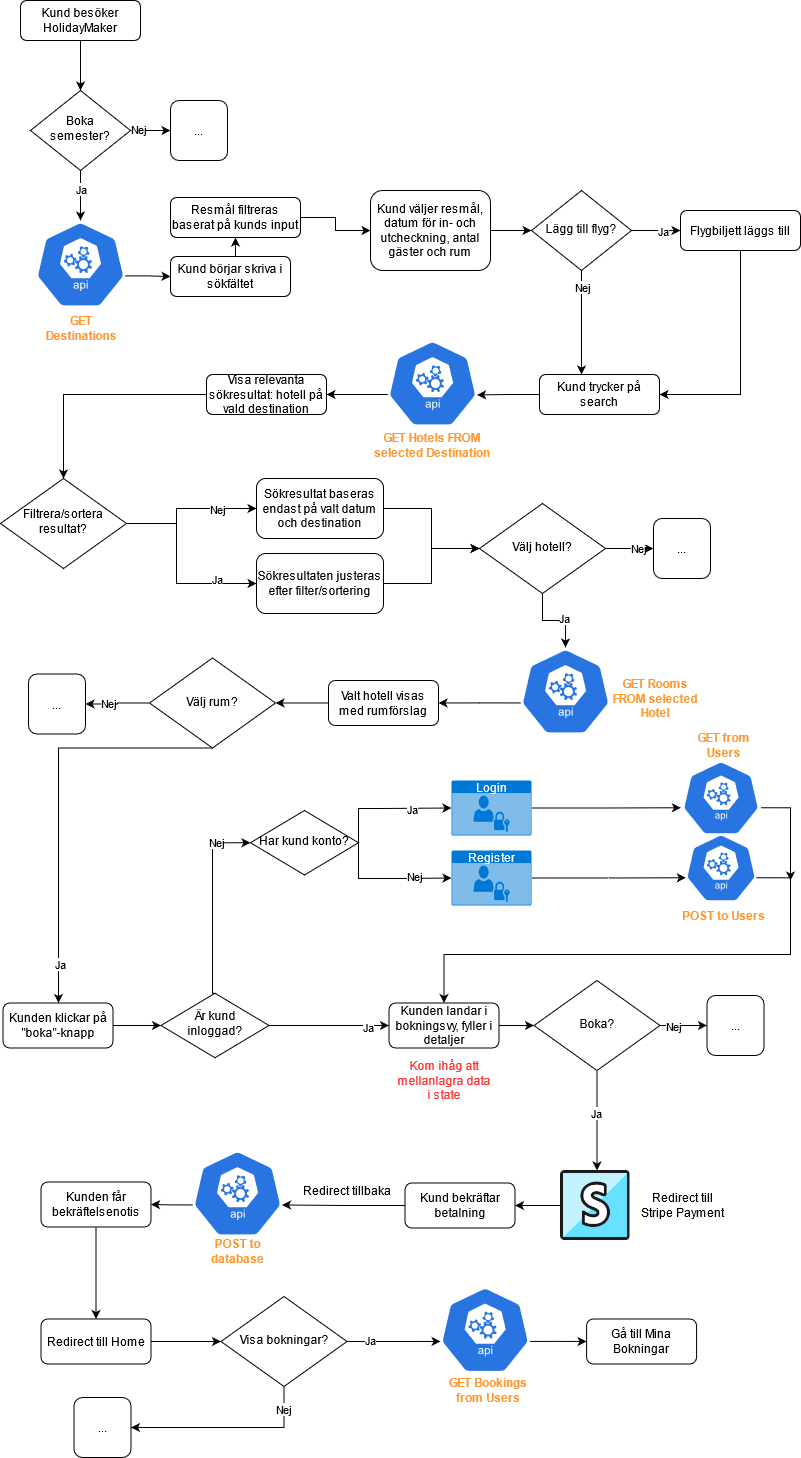 Kund besöker
HolidayMaker
Boka
semester?
Nej
...
Ja
Resmål filtreras
baserat på kunds input
Kund väljer resmål,
datum för in- och
utcheckning, antal
gäster och rum
Lägg till flyg?
Ja
Flygbiljett läggs till
api
Kund börjar skriva i
sökfältet
Nej
GET
Destinations
Visa relevanta
sökresultat: hotell på
vald destination
api
Kund trycker på
search
GET Hotels FROM
selected Destination
Filtrera/sortera
resultat?
Nej
Sökresultat baseras
endast på valt datum
och destination
Välj hotell?
Nej
...
Ja
Sökresultaten justeras
efter filter/sortering
Ja
...
Nej
Välj rum?
Valt hotell visas
med rumförslag
api
GET Rooms
FROM selected
Hotel
GET from
Users
Nej
Har kund konto?
Ja
Login
api
Nej
Register
api
POST to Users
Ja
Kunden klickar på
"boka"-knapp
Är kund
inloggad?
Ja
Kunden landar i
bokningsvy, fyller i
detaljer
Boka?
Nej
...
Kom ihåg att
mellanlagra data
i state
Ja
Kunden får
bekräftelsenotis
api
Redirect tillbaka
Kund bekräftar
betalning
S
Redirect till
Stripe Payment
POST to
database
Redirect till Home
Visa bokningar?
Ja
api
Gå till Mina
Bokningar
GET Bookings
from Users
Nej
...